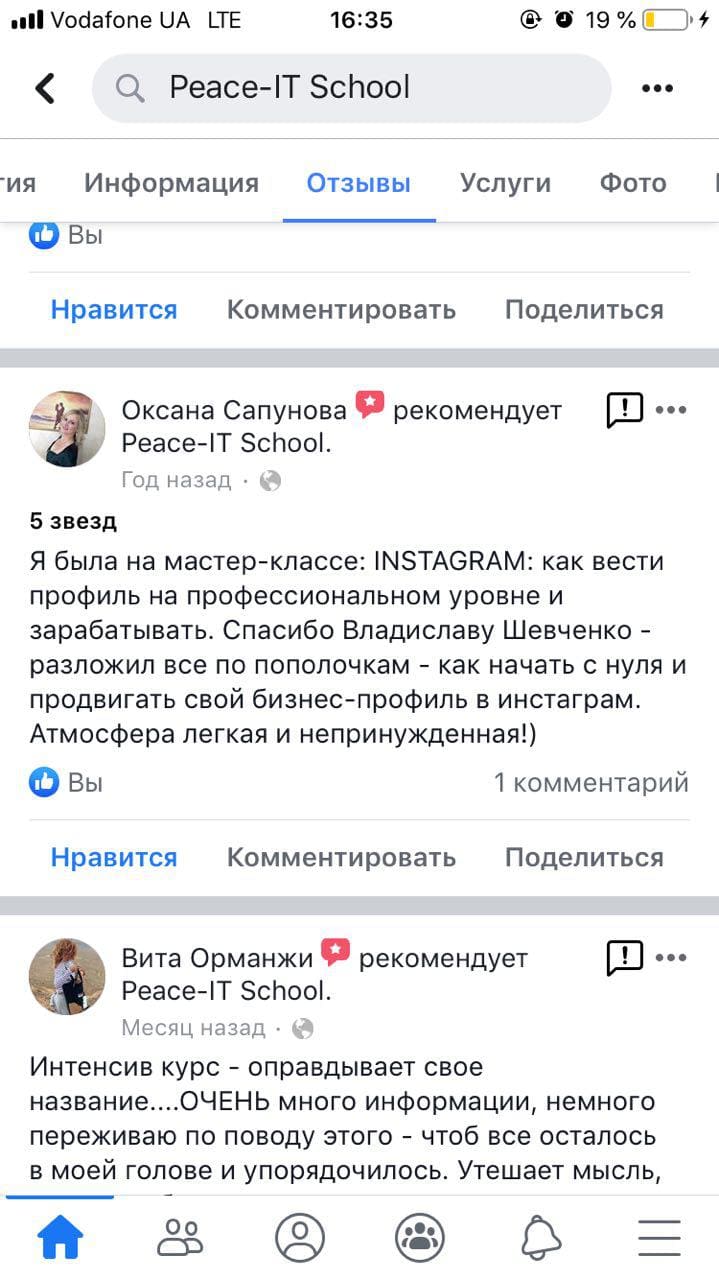 Vodafone UA LTE 16:35 19 %
Peace-IT School
гия Информация Отзывы Услуги Фото
Вы
Нравится Комментировать Поделиться
Оксана Сапунова рекомендует
Peace-IT School.
Год назад ·
5 звезд
Я была на мастер-классе: INSTAGRAM: как вести
профиль на профессиональном уровне и
зарабатывать. Спасибо Владиславу Шевченко -
разложил все по пополочкам - как начать с нуля и
продвигать свой бизнес-профиль в инстаграм.
Атмосфера легкая и непринужденная!)
Вы 1 комментарий
Нравится Комментировать Поделиться
Вита Орманжи рекомендует
Peace-IT School.
Месяц назад ·
Интенсив курс - оправдывает свое
название....ОЧЕНЬ много информации, немного
переживаю по поводу этого - чтоб все осталось
в моей голове и упорядочилось. Утешает мысль,